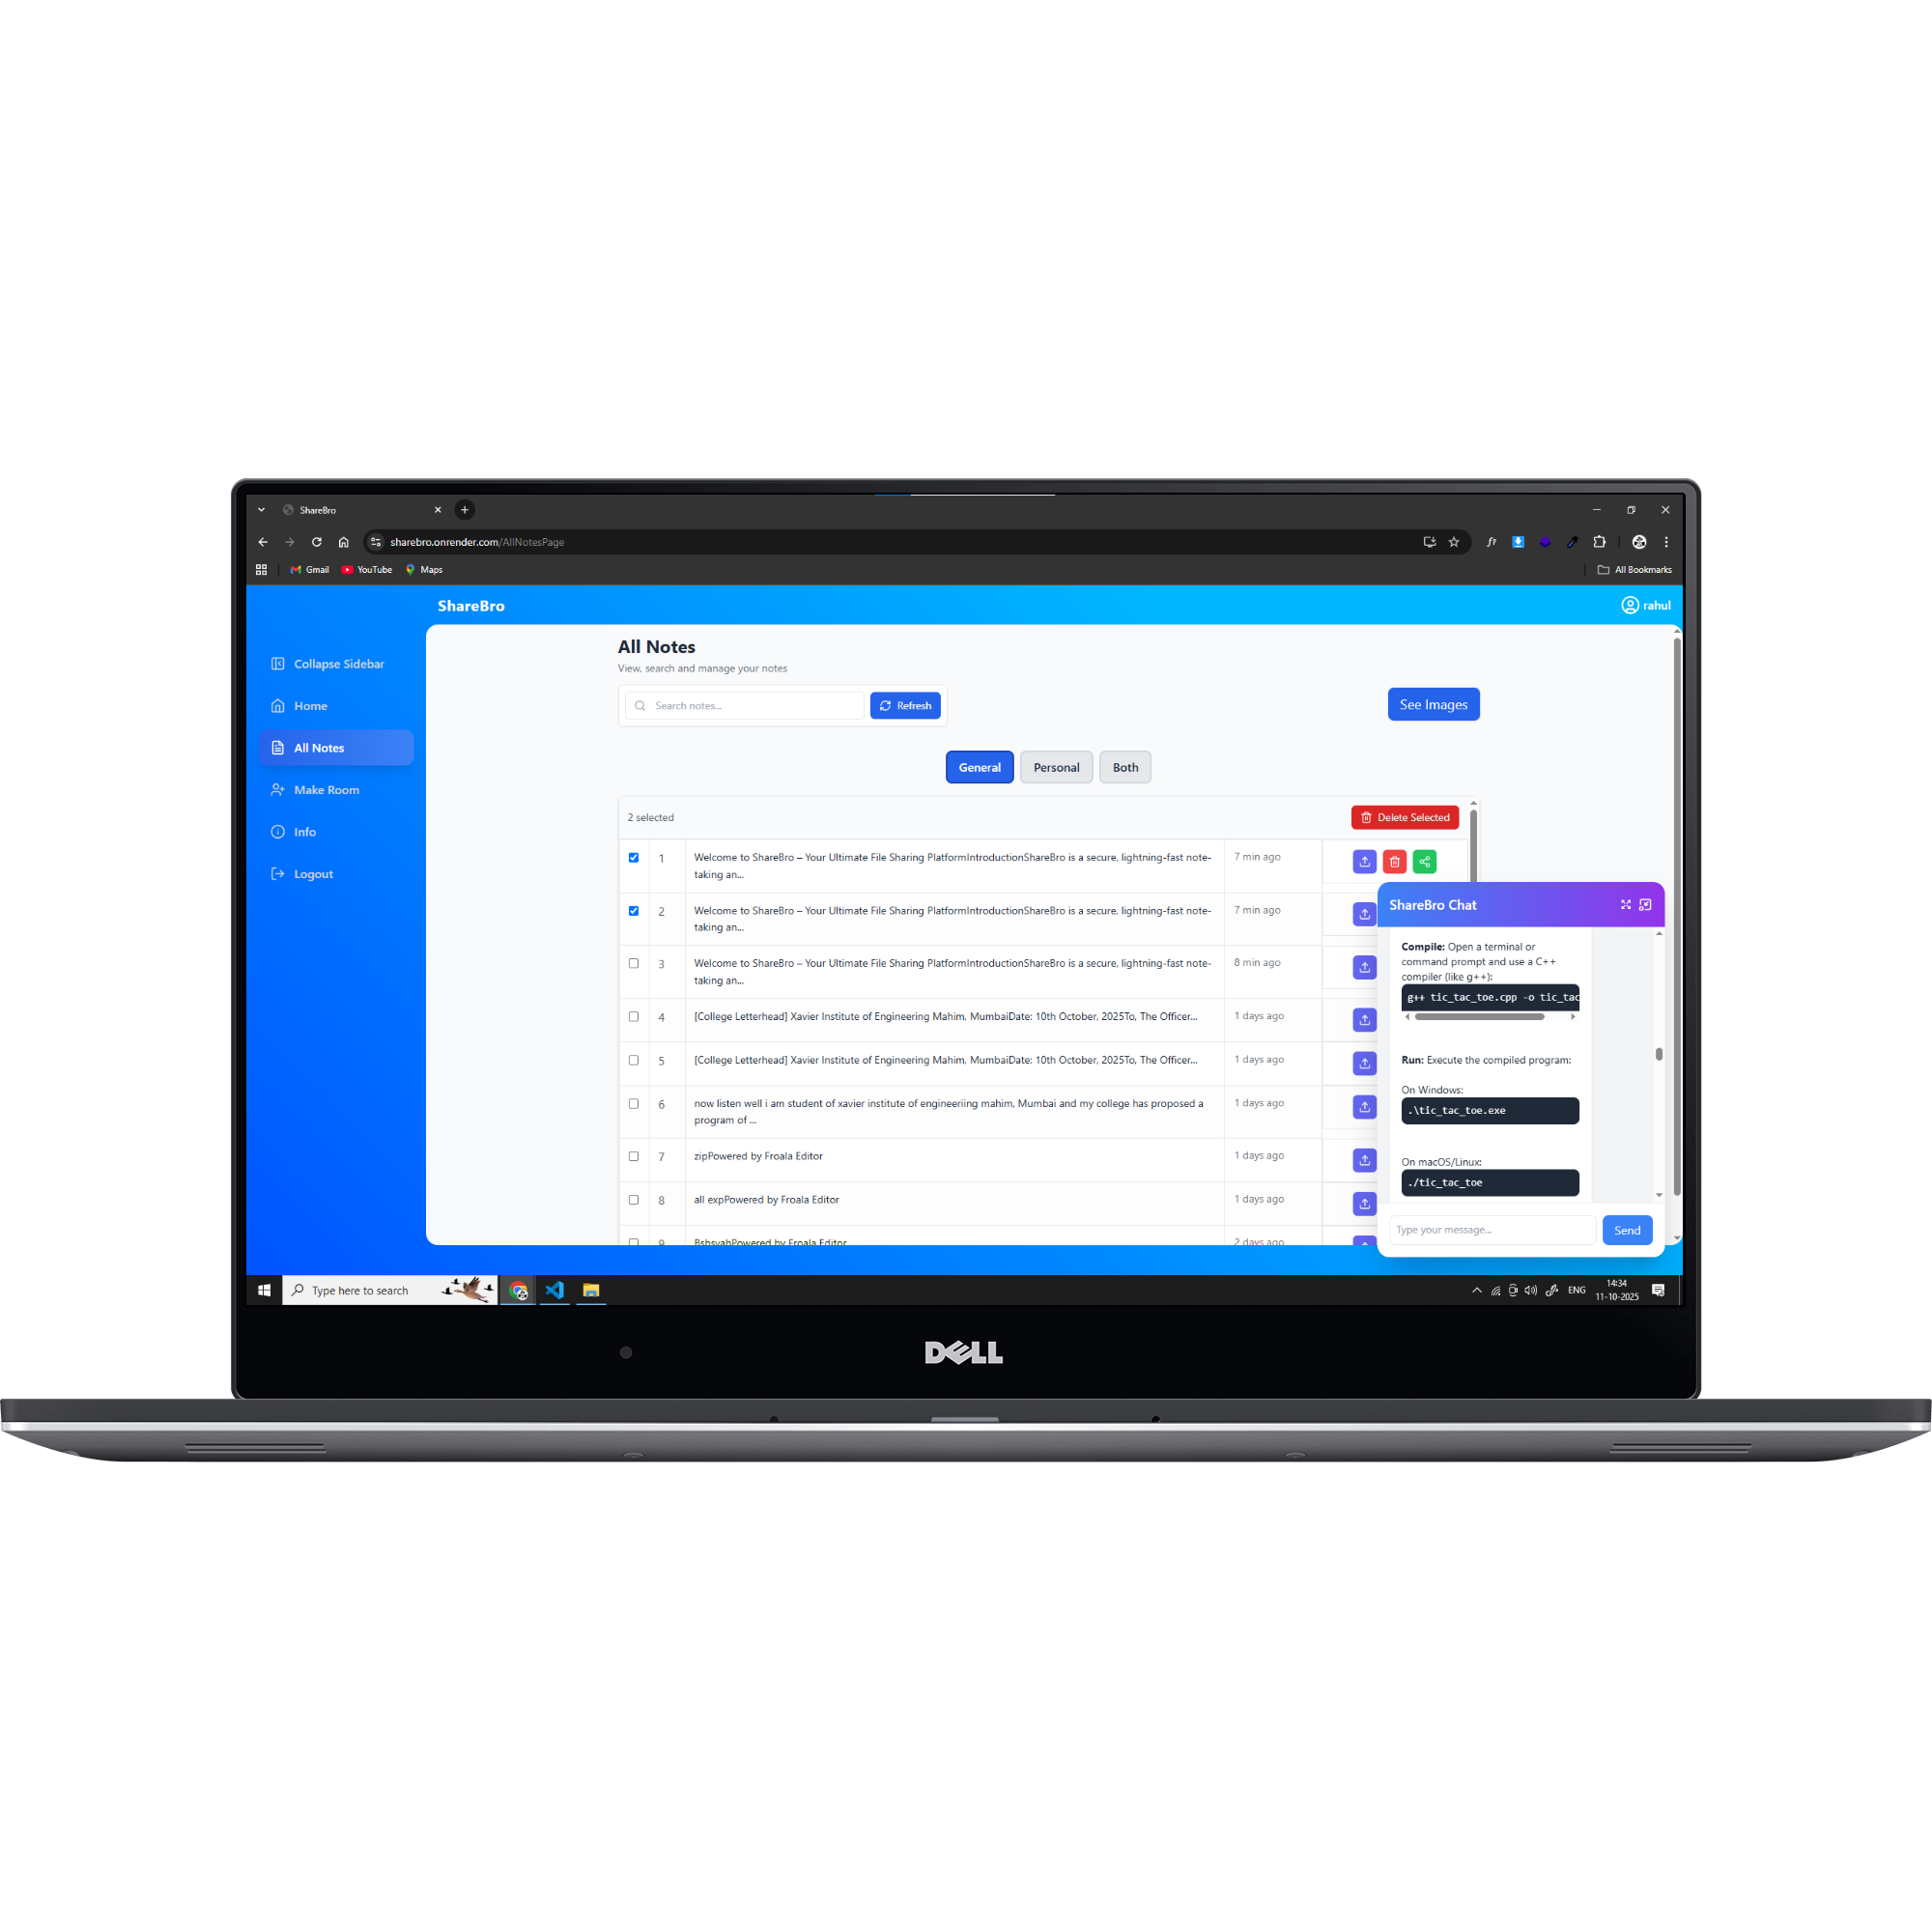 ShareBro
sharebro.onrender.com/AllNotesPage
Gmail
YouTube
Maps
All Bookmarks
ShareBro
rahul
Collapse Sidebar
Home
All Notes
Make Room
Info
Logout
All Notes
View, search and manage your notes
Search notes...
Refresh
See Images
General
Personal
Both
2 selected
Delete Selected
1
Welcome to ShareBro – Your Ultimate File Sharing PlatformIntroductionShareBro is a secure, lightning-fast note-
taking an...
7 min ago
2
Welcome to ShareBro – Your Ultimate File Sharing PlatformIntroductionShareBro is a secure, lightning-fast note-
taking an...
7 min ago
3
Welcome to ShareBro – Your Ultimate File Sharing PlatformIntroductionShareBro is a secure, lightning-fast note-
taking an...
8 min ago
4
[College Letterhead] Xavier Institute of Engineering Mahim, MumbaiDate: 10th October, 2025To, The Officer...
1 days ago
5
[College Letterhead] Xavier Institute of Engineering Mahim, MumbaiDate: 10th October, 2025To, The Officer...
1 days ago
6
now listen well i am student of xavier institute of engineeriing mahim, Mumbai and my college has proposed a
program of ...
1 days ago
7
zipPowered by Froala Editor
1 days ago
8
all expPowered by Froala Editor
1 days ago
9
BshsvahPowered by Froala Editor
2 days ago
ShareBro Chat
Compile: Open a terminal or
command prompt and use a C++
compiler (like g++):
g++ tic_tac_toe.cpp -o tic_tac
Run: Execute the compiled program:
On Windows:
.\tic_tac_toe.exe
On macOS/Linux:
./tic_tac_toe
Type your message...
Send
Type here to search
ENG
14:34
11-10-2025
DELL